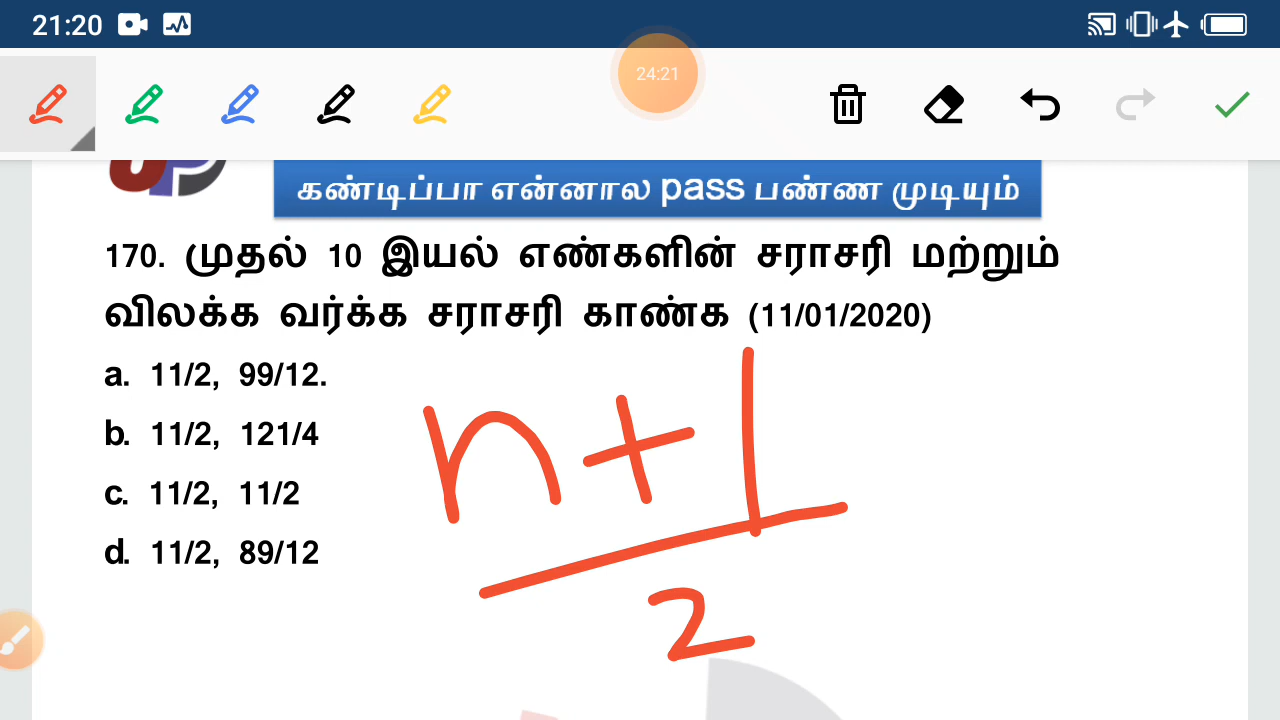 21:20
24:21
கண்டிப்பா என்னால pass பண்ண முடியும்
170. முதல் 10 இயல் எண்களின் சராசரி மற்றும்
விலக்க வர்க்க சராசரி காண்க (11/01/2020)
a. 11/2, 99/12.
b. 11/2, 121/4
c. 11/2, 11/2
d. 11/2, 89/12
n+1
2